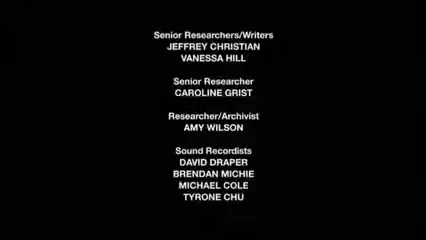 Senior Researchers/Writers
JEFFREY CHRISTIAN
VANESSA HILL
Senior Researcher
CAROLINE GRIST
Researcher/Archivist
AMY WILSON
Sound Recordists
DAVID DRAPER
BRENDAN MICHIE
MICHAEL COLE
TYRONE CHU